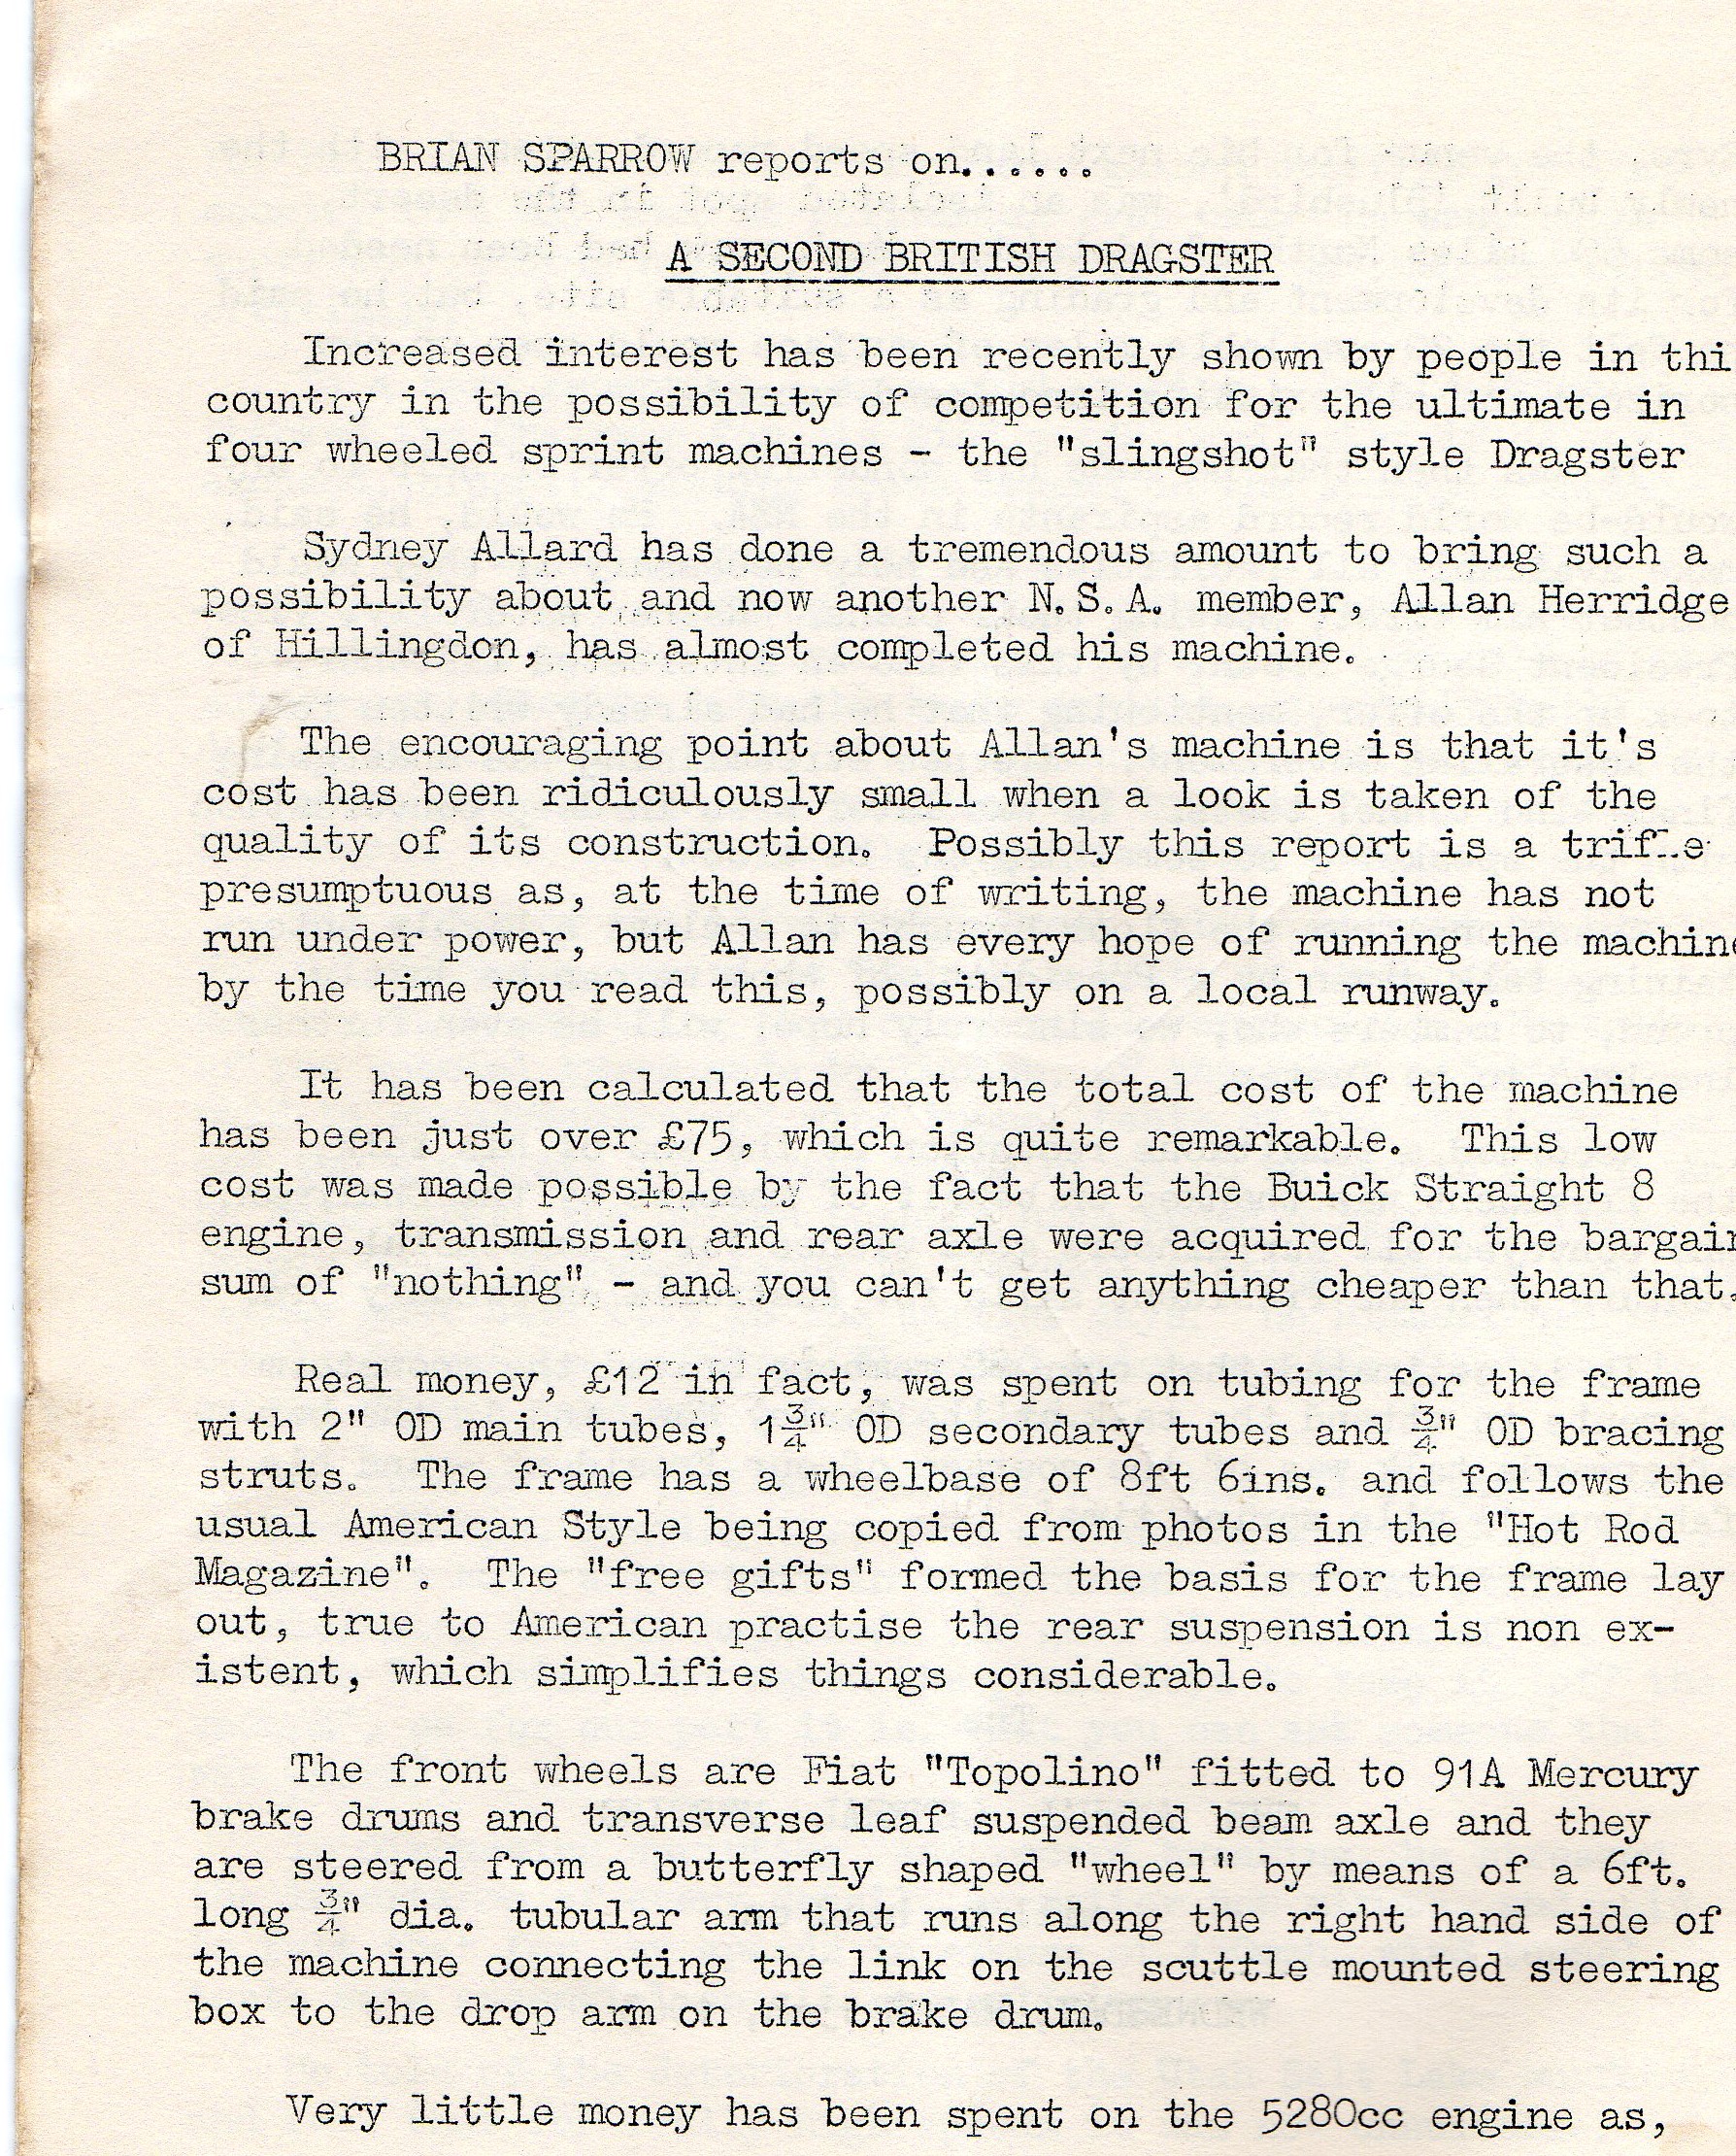 BRIAN SPARROW reports on......
A SECOND BRITISH DRAGSTER
Increased interest has been recently shown by people in thi
country in the possibility of competition for the ultimate in
four wheeled sprint machines - the "slingshot" style Dragster
Sydney Allard has done a tremendous amount to bring such a
possibility about and now another N.S.A. member, Allan Herridge
of Hillingdon, has almost completed his machine.
The encouraging point about Allan's machine is that it's
cost has been ridiculously small when a look is taken of the
quality of its construction.  Possibly this report is a trifle
presumptuous as, at the time of writing, the machine has not
run under power, but Allan has every hope of running the machine
by the time you read this, possibly on a local runway.
It has been calculated that the total cost of the machine
has been just over £75, which is quite remarkable.  This low
cost was made possible by the fact that the Buick Straight 8
engine, transmission and rear axle were acquired for the bargain
sum of "nothing" - and you can't get anything cheaper than that.
Real money, £12 in fact, was spent on tubing for the frame
with 2" OD main tubes, 1¾" OD secondary tubes and ¾" OD bracing
struts.  The frame has a wheelbase of 8ft 6ins. and follows the
usual American Style being copied from photos in the "Hot Rod
Magazine".  The "free gifts" formed the basis for the frame lay
out, true to American practise the rear suspension is non ex-
istent, which simplifies things considerable.
The front wheels are Fiat "Topolino" fitted to 91A Mercury
brake drums and transverse leaf suspended beam axle and they
are steered from a butterfly shaped "wheel" by means of a 6ft.
long ¾" dia. tubular arm that runs along the right hand side of
the machine connecting the link on the scuttle mounted steering
box to the drop arm on the brake drum.
Very little money has been spent on the 5280cc engine as,